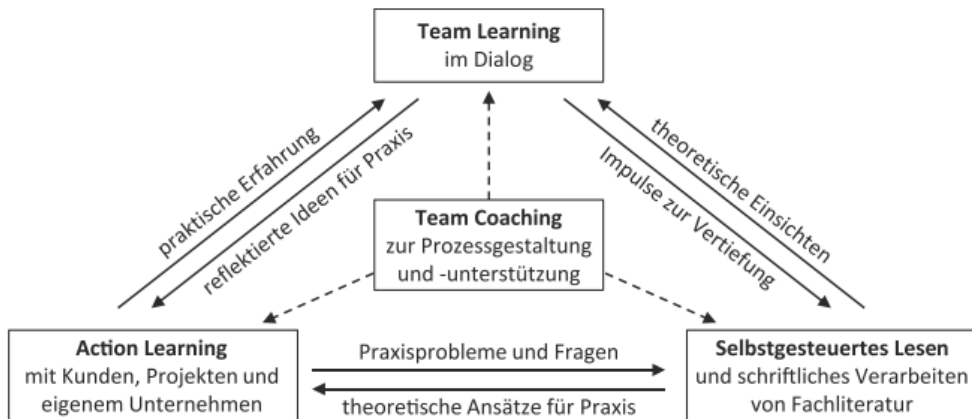 Team Learning
im Dialog
praktische Erfahrung
reflektierte Ideen für Praxis
Impulse zur Vertiefung
theoretische Einsichten
Team Coaching
zur Prozessgestaltung
und -unterstützung
Action Learning
mit Kunden, Projekten und
eigenem Unternehmen
Praxisprobleme und Fragen
theoretische Ansätze für Praxis
Selbstgesteuertes Lesen
und schriftliches Verarbeiten
von Fachliteratur